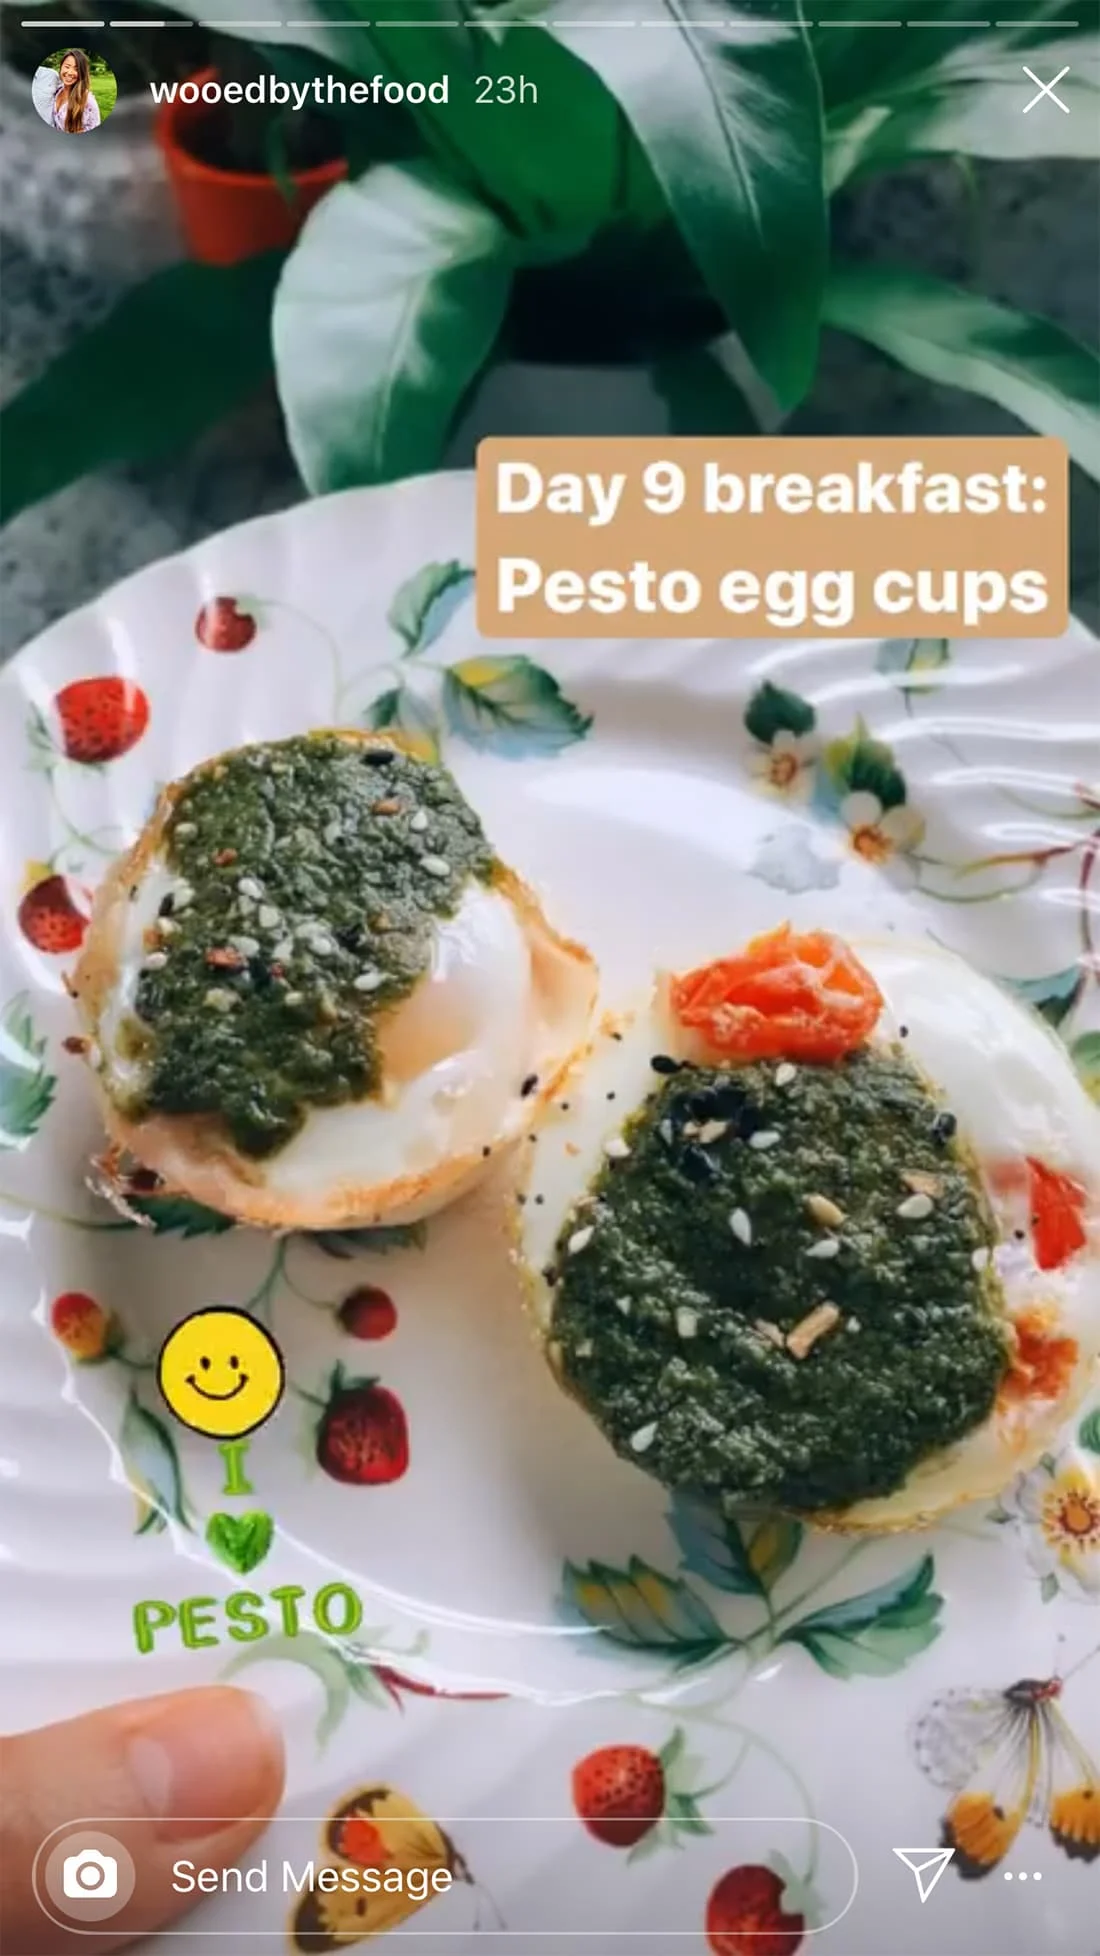 wooedbythefood 23h
Day 9 breakfast:
Pesto egg cups
I
PESTO
Send Message